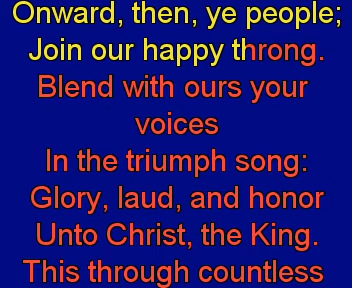 Onward, then, ye people;
Join our happy throng.
Blend with ours your
voices
In the triumph song:
Glory, laud, and honor
Unto Christ, the King.
This through countless